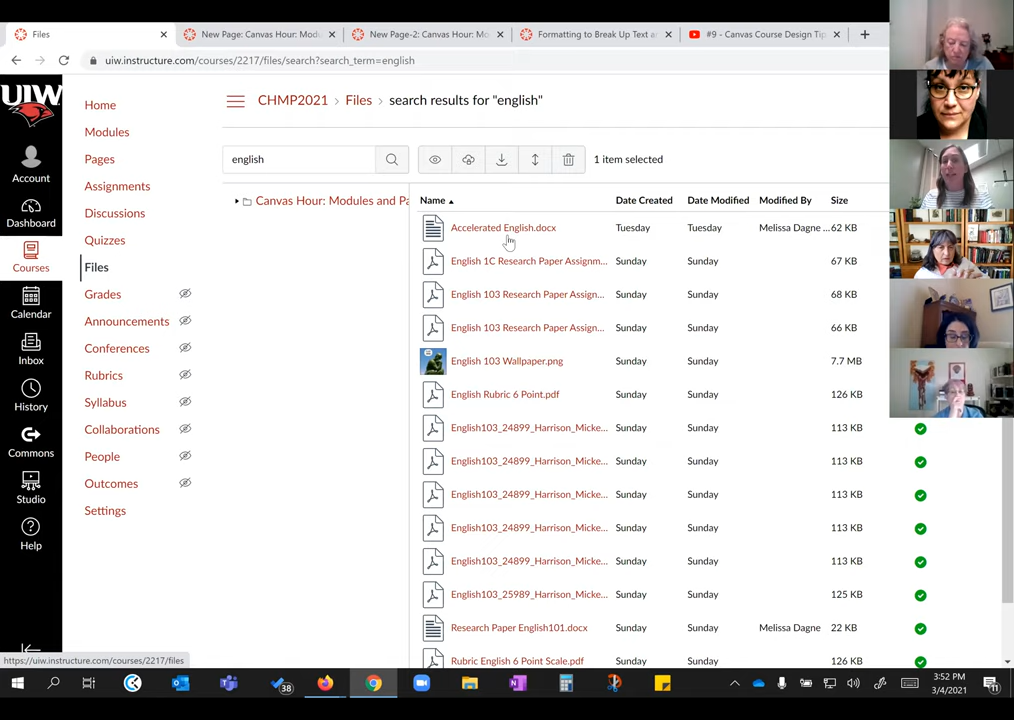 Files
New Page: Canvas Hour: Modu
New Page-2: Canvas Hour: Mo
Formatting to Break Up Text a
#9 - Canvas Course Design Tip
uiw.instructure.com/courses/2217/files/search?search_term=english
UIW
Account
Dashboard
Courses
Calendar
Inbox
History
Commons
Studio
Help
Home
Modules
Pages
Assignments
Discussions
Quizzes
Files
Grades
Announcements
Conferences
Rubrics
Syllabus
Collaborations
People
Outcomes
Settings
CHMP2021 › Files › search results for "english"
english
1 item selected
Canvas Hour: Modules and Pa
Name Date Created Date Modified Modified By Size
Accelerated English.docx Tuesday Tuesday Melissa Dagne ... 62 KB
English 1C Research Paper Assignm... Sunday Sunday 67 KB
English 103 Research Paper Assign... Sunday Sunday 68 KB
English 103 Research Paper Assign... Sunday Sunday 66 KB
English 103 Wallpaper.png Sunday Sunday 7.7 MB
English Rubric 6 Point.pdf Sunday Sunday 126 KB
English103_24899_Harrison_Micke... Sunday Sunday 113 KB
English103_24899_Harrison_Micke... Sunday Sunday 113 KB
English103_24899_Harrison_Micke... Sunday Sunday 113 KB
English103_24899_Harrison_Micke... Sunday Sunday 113 KB
English103_24899_Harrison_Micke... Sunday Sunday 113 KB
English103_25989_Harrison_Micke... Sunday Sunday 125 KB
Research Paper English101.docx Sunday Sunday Melissa Dagne 22 KB
Rubric English 6 Point Scale.pdf Sunday Sunday 126 KB
https://uiw.instructure.com/courses/2217/files
38
3:52 PM
3/4/2021
11